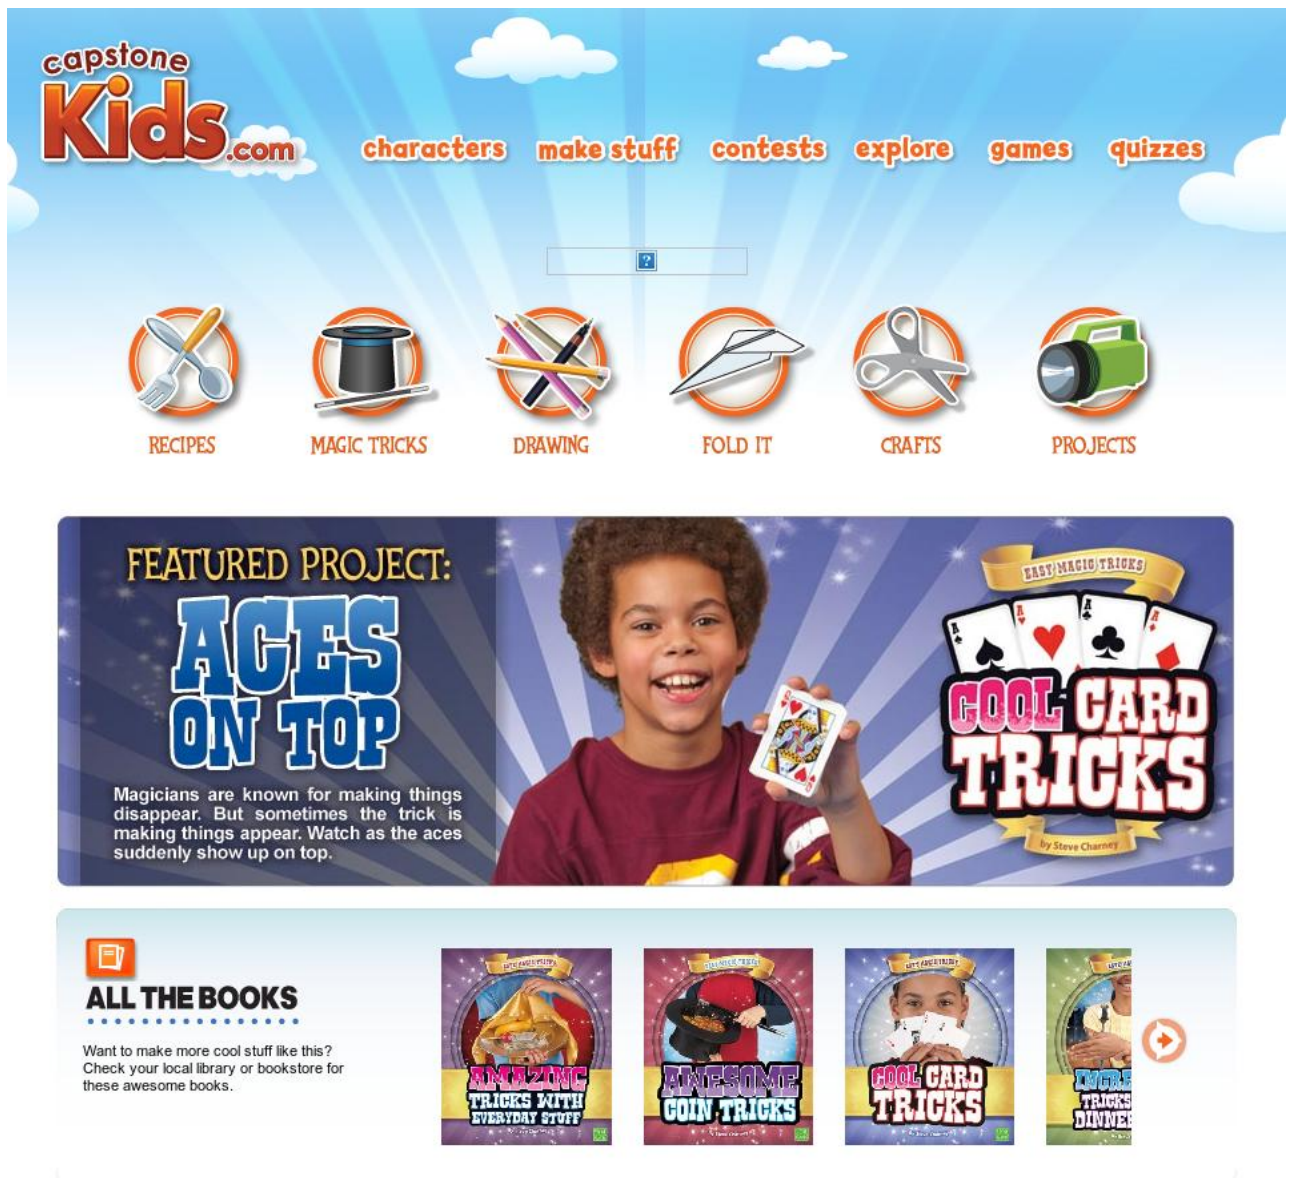 capstone
Kids.com
characters make stuff contests explore games quizzes
RECIPES MAGIC TRICKS DRAWING FOLD IT CRAFTS PROJECTS
FEATURED PROJECT:
ACES
ON TOP
Magicians are known for making things
disappear. But sometimes the trick is
making things appear. Watch as the aces
suddenly show up on top.
EASY MAGIC TRICKS
A A A A
COOL CARD
TRICKS
by Steve Charney
ALL THE BOOKS
Want to make more cool stuff like this?
Check your local library or bookstore for
these awesome books.
AMAZING
TRICKS WITH
EVERYDAY STUFF
AWESOME
COIN TRICKS
COOL CARD
TRICKS
INCRE
TRICKS
DINNE